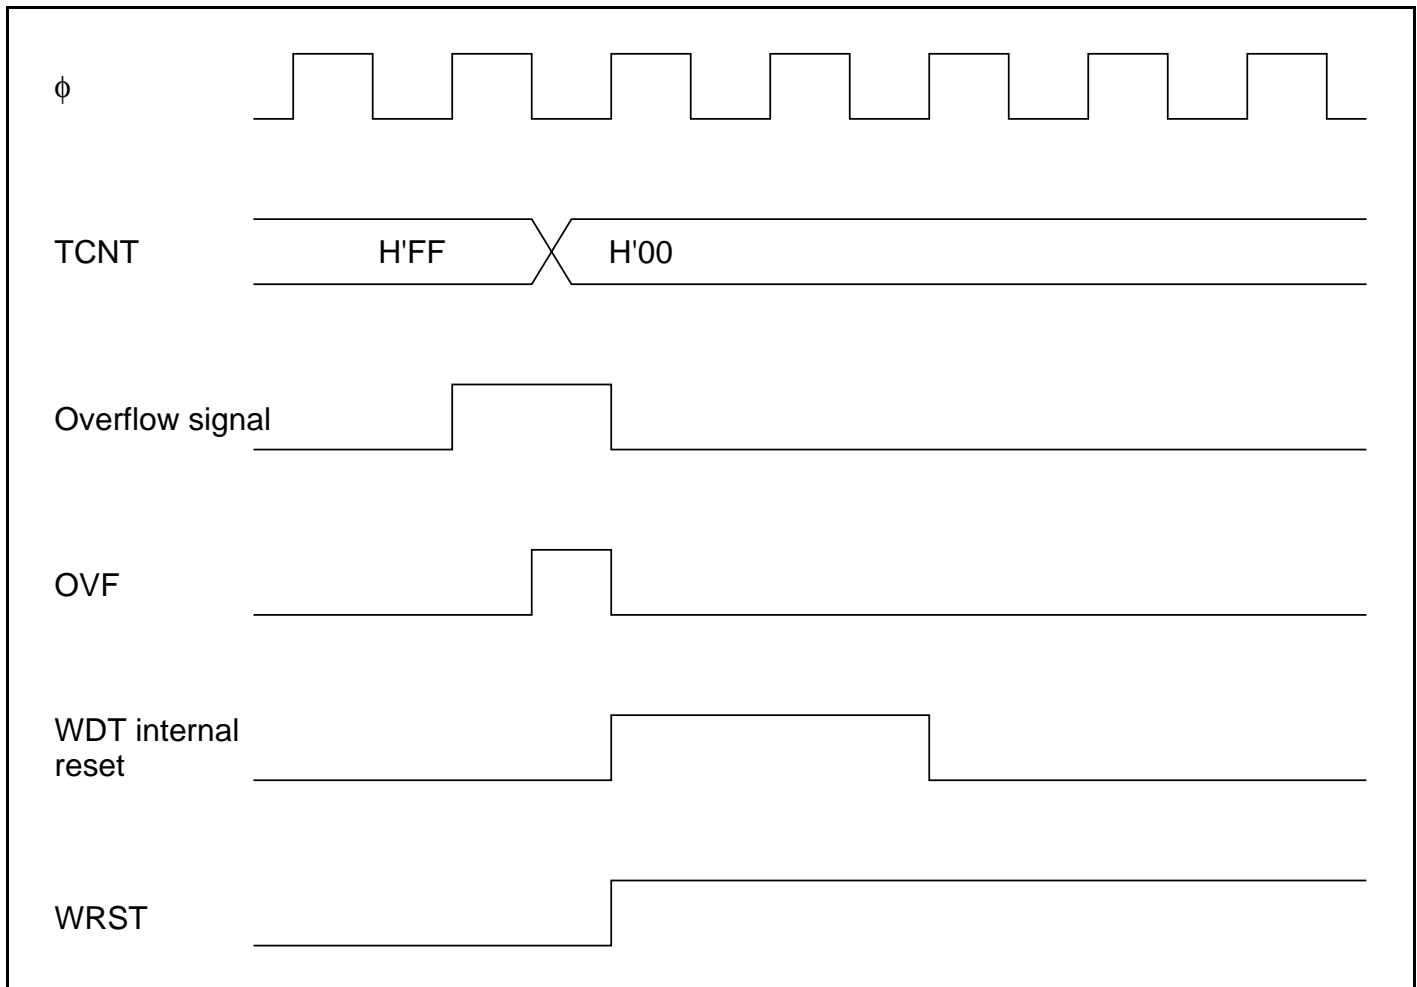 ϕ
TCNT
H'FF
H'00
Overflow signal
OVF
WDT internal
reset
WRST